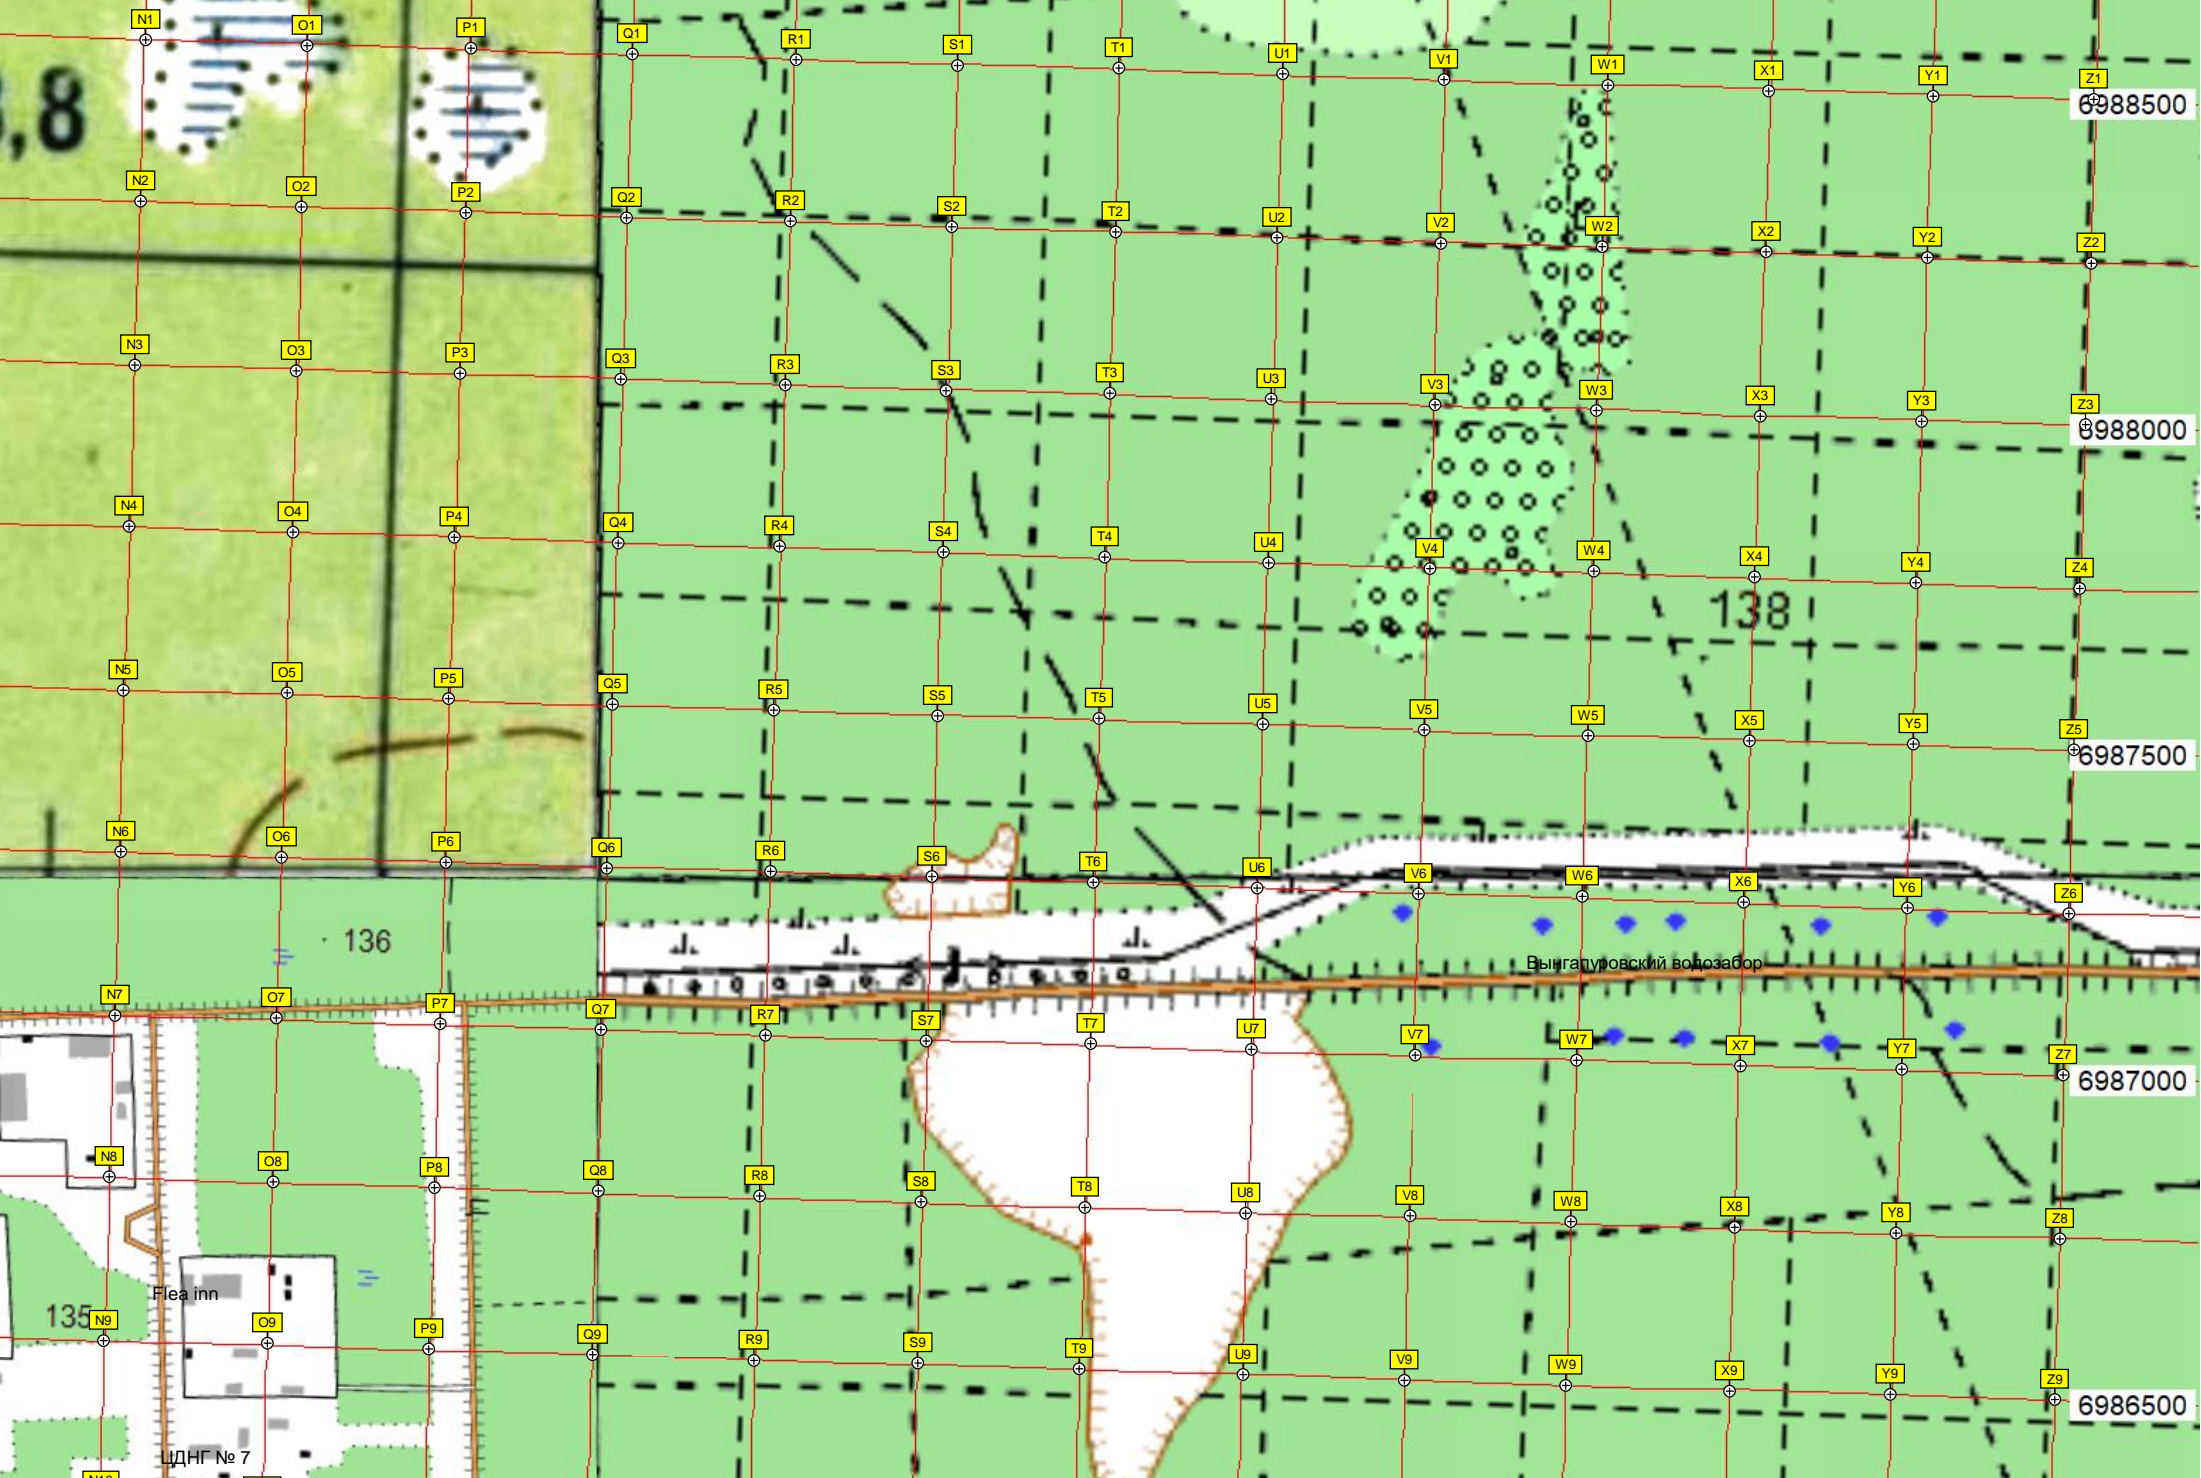 N1 O1 P1 Q1 R1 S1 T1 U1 V1 W1 X1 Y1 Z1
6988500
,8
N2 O2 P2 Q2 R2 S2 T2 U2 V2 W2 X2 Y2 Z2
N3 O3 P3 Q3 R3 S3 T3 U3 V3 W3 X3 Y3 Z3
6988000
N4 O4 P4 Q4 R4 S4 T4 U4 V4 W4 X4 Y4 Z4
138
N5 O5 P5 Q5 R5 S5 T5 U5 V5 W5 X5 Y5 Z5
6987500
N6 O6 P6 Q6 R6 S6 T6 U6 V6 W6 X6 Y6 Z6
136
Вынгапуровский водозабор
N7 O7 P7 Q7 R7 S7 T7 U7 V7 W7 X7 Y7 Z7
6987000
N8 O8 P8 Q8 R8 S8 T8 U8 V8 W8 X8 Y8 Z8
Flea inn
135
N9 O9 P9 Q9 R9 S9 T9 U9 V9 W9 X9 Y9 Z9
6986500
ЦДНГ № 7